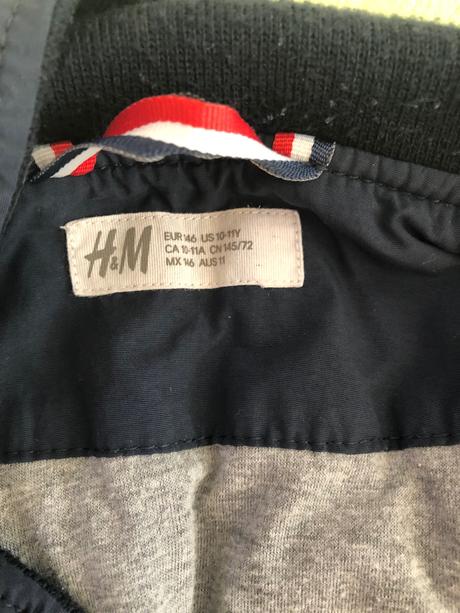 H&M
EUR 146 US 10-11Y
CA 10-11A CN 145/72
MX 146 AUS 11